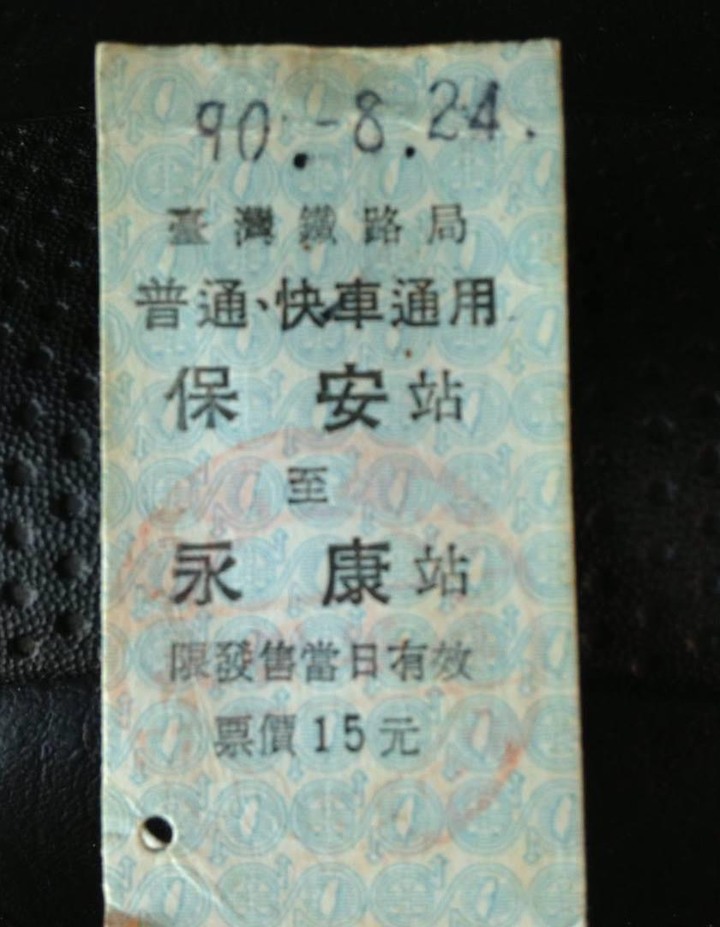 90.-8.24.
臺灣鐵路局
普通、快車通用
保安站
至
永康站
限發售當日有效
票價15元